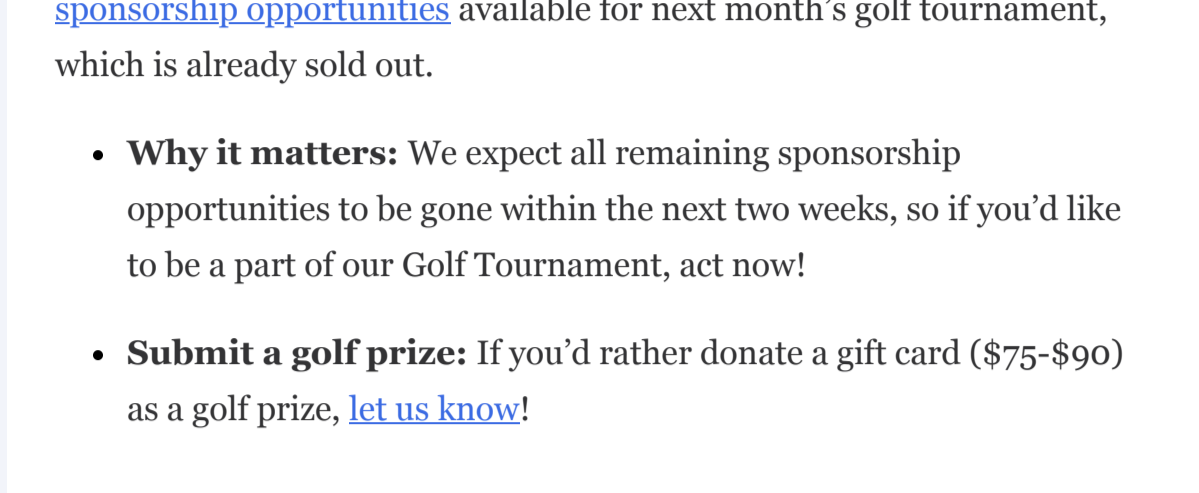 sponsorship opportunities available for next month's golf tournament,
which is already sold out.
• Why it matters: We expect all remaining sponsorship
opportunities to be gone within the next two weeks, so if you’d like
to be a part of our Golf Tournament, act now!
• Submit a golf prize: If you’d rather donate a gift card ($75-$90)
as a golf prize, let us know!